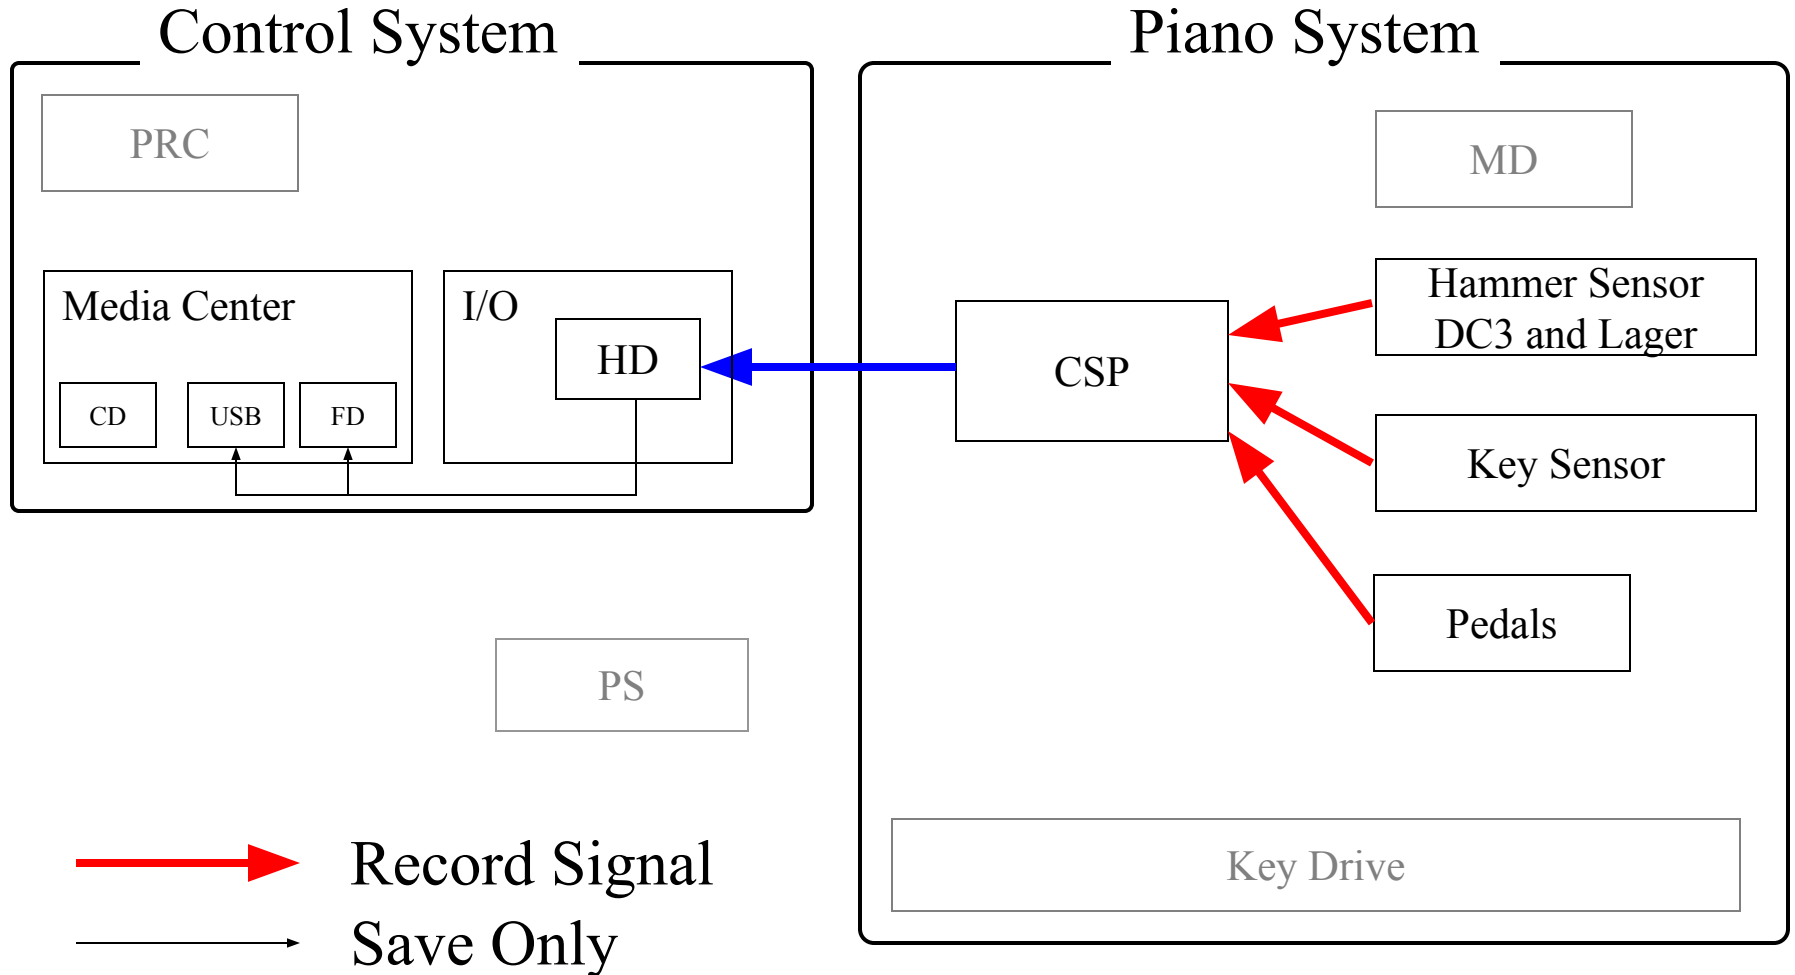 Control System
Piano System
PRC
MD
Media Center
I/O
HD
CD
USB
FD
CSP
Hammer Sensor
DC3 and Lager
Key Sensor
Pedals
PS
Key Drive
Record Signal
Save Only